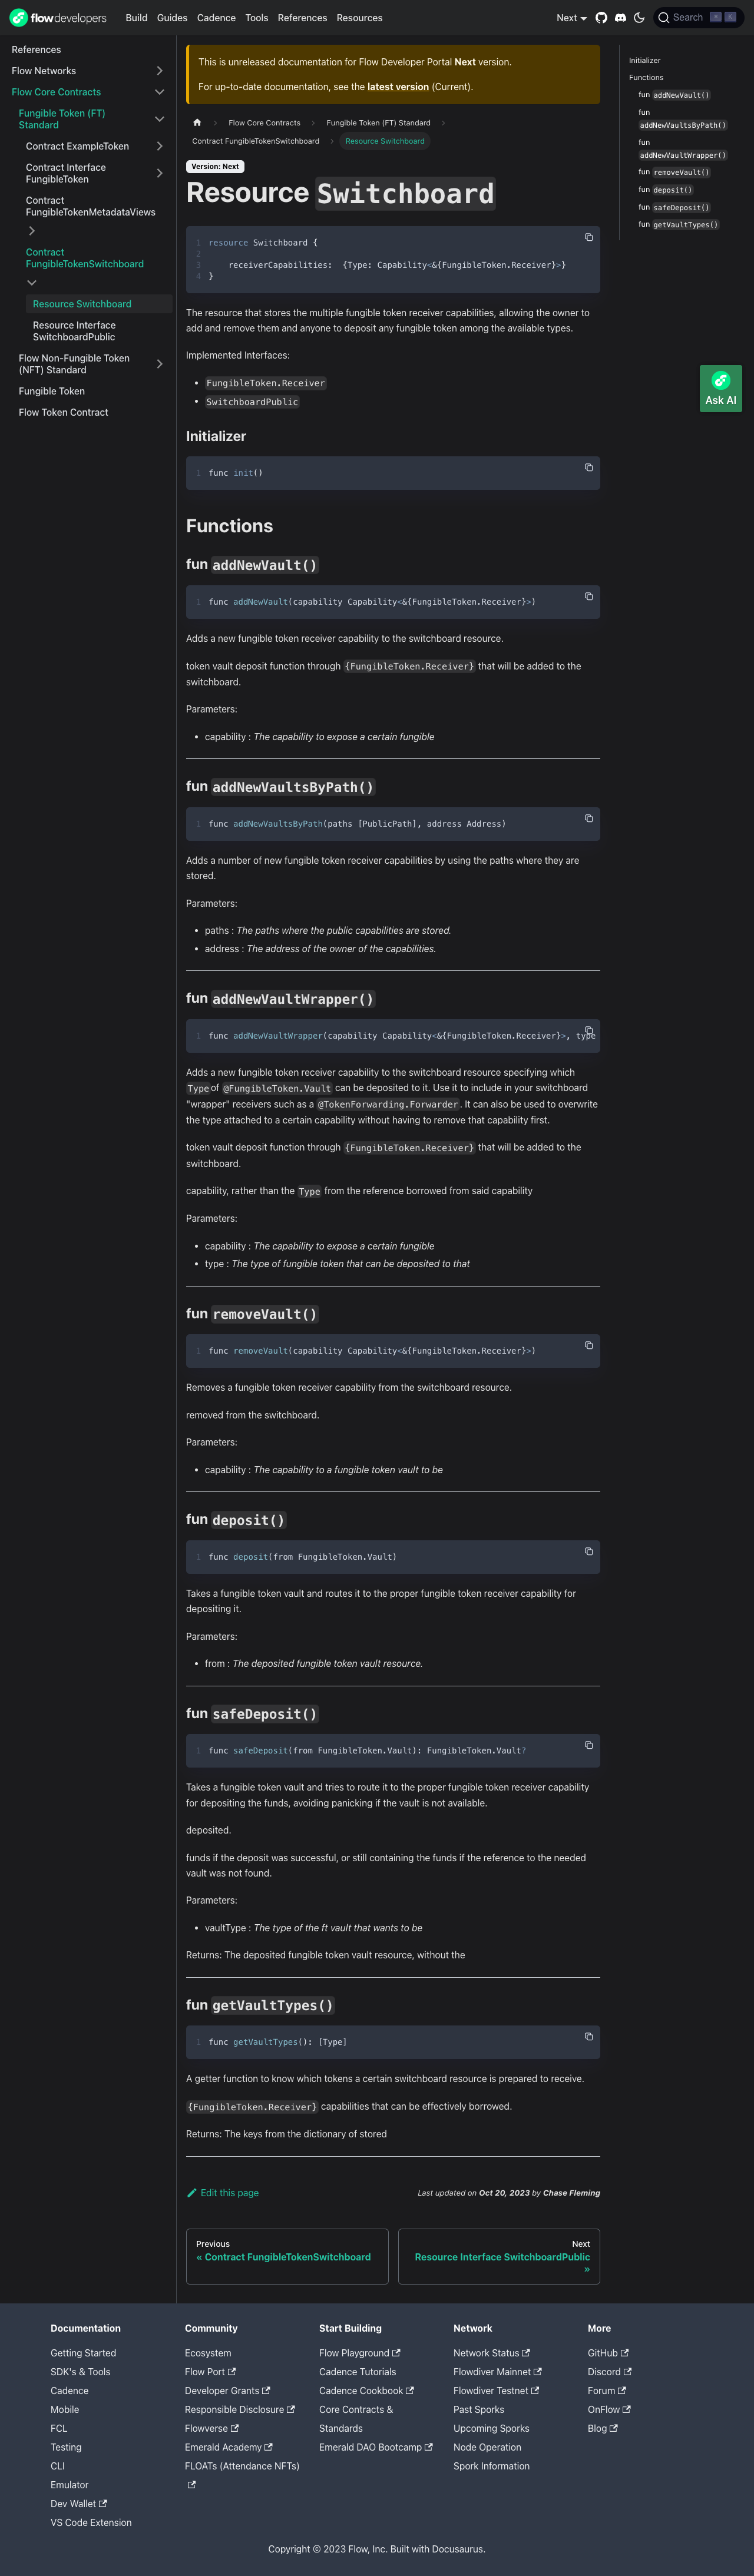 flowdevelopers
Build Guides Cadence Tools References Resources
Next
Search ⌘ K
References
Flow Networks
Flow Core Contracts
Fungible Token (FT)
Standard
Contract ExampleToken
Contract Interface
FungibleToken
Contract
FungibleTokenMetadataViews
Contract
FungibleTokenSwitchboard
Resource Switchboard
Resource Interface
SwitchboardPublic
Flow Non-Fungible Token
(NFT) Standard
Fungible Token
Flow Token Contract
This is unreleased documentation for Flow Developer Portal Next version.
For up-to-date documentation, see the latest version (Current).
Flow Core Contracts
Fungible Token (FT) Standard
Contract FungibleTokenSwitchboard
Resource Switchboard
Version: Next
Resource Switchboard
1 resource Switchboard {
2
3 receiverCapabilities: {Type: Capability<&{FungibleToken.Receiver}>}
4 }
The resource that stores the multiple fungible token receiver capabilities, allowing the owner to
add and remove them and anyone to deposit any fungible token among the available types.
Implemented Interfaces:
• FungibleToken.Receiver
• SwitchboardPublic
Initializer
1 func init()
Functions
fun addNewVault()
1 func addNewVault(capability Capability<&{FungibleToken.Receiver}>)
Adds a new fungible token receiver capability to the switchboard resource.
token vault deposit function through {FungibleToken.Receiver} that will be added to the
switchboard.
Parameters:
• capability : The capability to expose a certain fungible
fun addNewVaultsByPath()
1 func addNewVaultsByPath(paths [PublicPath], address Address)
Adds a number of new fungible token receiver capabilities by using the paths where they are
stored.
Parameters:
• paths : The paths where the public capabilities are stored.
• address : The address of the owner of the capabilities.
fun addNewVaultWrapper()
1 func addNewVaultWrapper(capability Capability<&{FungibleToken.Receiver}>, type
Adds a new fungible token receiver capability to the switchboard resource specifying which
Type of @FungibleToken.Vault can be deposited to it. Use it to include in your switchboard
"wrapper" receivers such as a @TokenForwarding.Forwarder. It can also be used to overwrite
the type attached to a certain capability without having to remove that capability first.
token vault deposit function through {FungibleToken.Receiver} that will be added to the
switchboard.
capability, rather than the Type from the reference borrowed from said capability
Parameters:
• capability : The capability to expose a certain fungible
• type : The type of fungible token that can be deposited to that
fun removeVault()
1 func removeVault(capability Capability<&{FungibleToken.Receiver}>)
Removes a fungible token receiver capability from the switchboard resource.
removed from the switchboard.
Parameters:
• capability : The capability to a fungible token vault to be
fun deposit()
1 func deposit(from FungibleToken.Vault)
Takes a fungible token vault and routes it to the proper fungible token receiver capability for
depositing it.
Parameters:
• from : The deposited fungible token vault resource.
fun safeDeposit()
1 func safeDeposit(from FungibleToken.Vault): FungibleToken.Vault?
Takes a fungible token vault and tries to route it to the proper fungible token receiver capability
for depositing the funds, avoiding panicking if the vault is not available.
deposited.
funds if the deposit was successful, or still containing the funds if the reference to the needed
vault was not found.
Parameters:
• vaultType : The type of the ft vault that wants to be
Returns: The deposited fungible token vault resource, without the
fun getVaultTypes()
1 func getVaultTypes(): [Type]
A getter function to know which tokens a certain switchboard resource is prepared to receive.
{FungibleToken.Receiver} capabilities that can be effectively borrowed.
Returns: The keys from the dictionary of stored
Edit this page
Last updated on Oct 20, 2023 by Chase Fleming
Previous
« Contract FungibleTokenSwitchboard
Next
Resource Interface SwitchboardPublic
»
Initializer
Functions
fun addNewVault()
fun
addNewVaultsByPath()
fun
addNewVaultWrapper()
fun removeVault()
fun deposit()
fun safeDeposit()
fun getVaultTypes()
Ask AI
Documentation
Getting Started
SDK's & Tools
Cadence
Mobile
FCL
Testing
CLI
Emulator
Dev Wallet
VS Code Extension
Community
Ecosystem
Flow Port
Developer Grants
Responsible Disclosure
Flowverse
Emerald Academy
FLOATs (Attendance NFTs)
Start Building
Flow Playground
Cadence Tutorials
Cadence Cookbook
Core Contracts &
Standards
Emerald DAO Bootcamp
Network
Network Status
Flowdiver Mainnet
Flowdiver Testnet
Past Sporks
Upcoming Sporks
Node Operation
Spork Information
More
GitHub
Discord
Forum
OnFlow
Blog
Copyright © 2023 Flow, Inc. Built with Docusaurus.